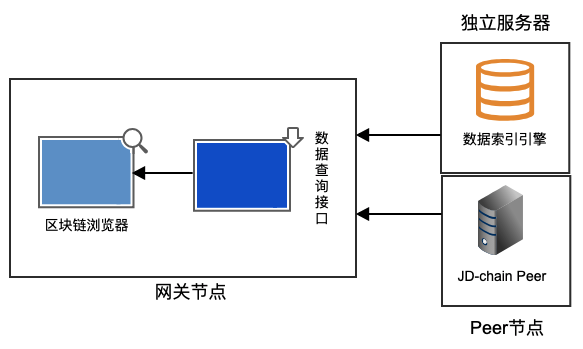 独立服务器
数据索引引擎
数据查询接口
区块链浏览器
JD-chain Peer
网关节点
Peer节点